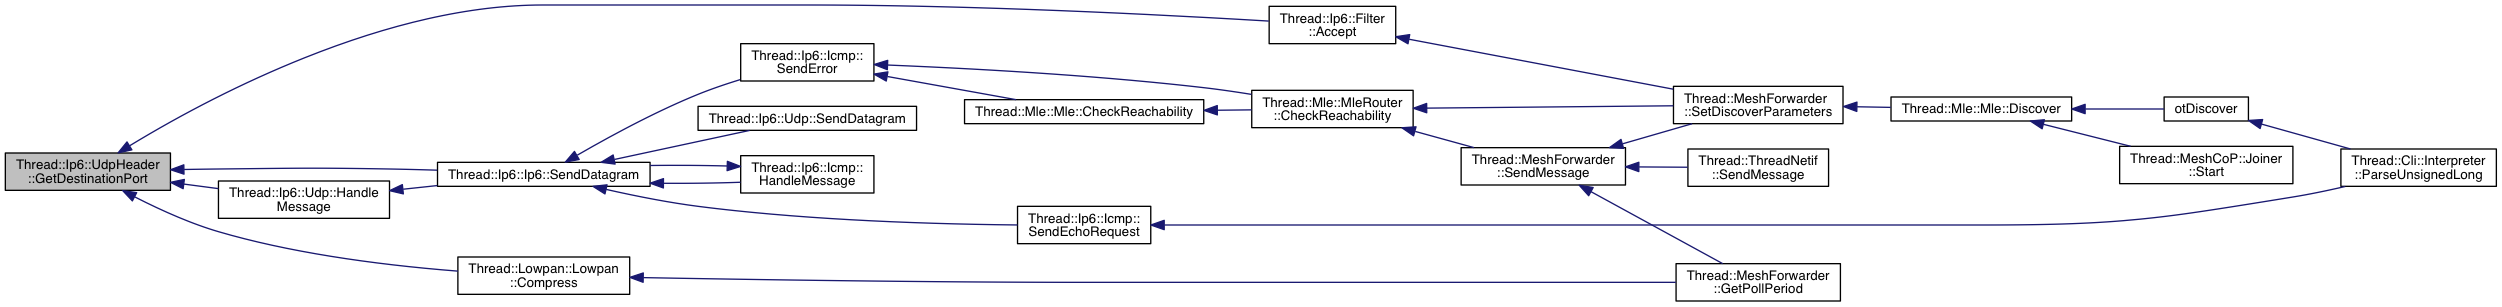 Thread::Ip6::UdpHeader
::GetDestinationPort
Thread::Ip6::Filter
::Accept
Thread::Ip6::Ip6::SendDatagram
Thread::Ip6::Udp::Handle
Message
Thread::Lowpan::Lowpan
::Compress
Thread::Ip6::Icmp::
SendError
Thread::Ip6::Udp::SendDatagram
Thread::Ip6::Icmp::
HandleMessage
Thread::Ip6::Icmp::
SendEchoRequest
Thread::Mle::Mle::CheckReachability
Thread::Mle::MleRouter
::CheckReachability
Thread::MeshForwarder
::SendMessage
Thread::MeshForwarder
::SetDiscoverParameters
Thread::ThreadNetif
::SendMessage
Thread::MeshForwarder
::GetPollPeriod
Thread::Mle::Mle::Discover
otDiscover
Thread::MeshCoP::Joiner
::Start
Thread::Cli::Interpreter
::ParseUnsignedLong